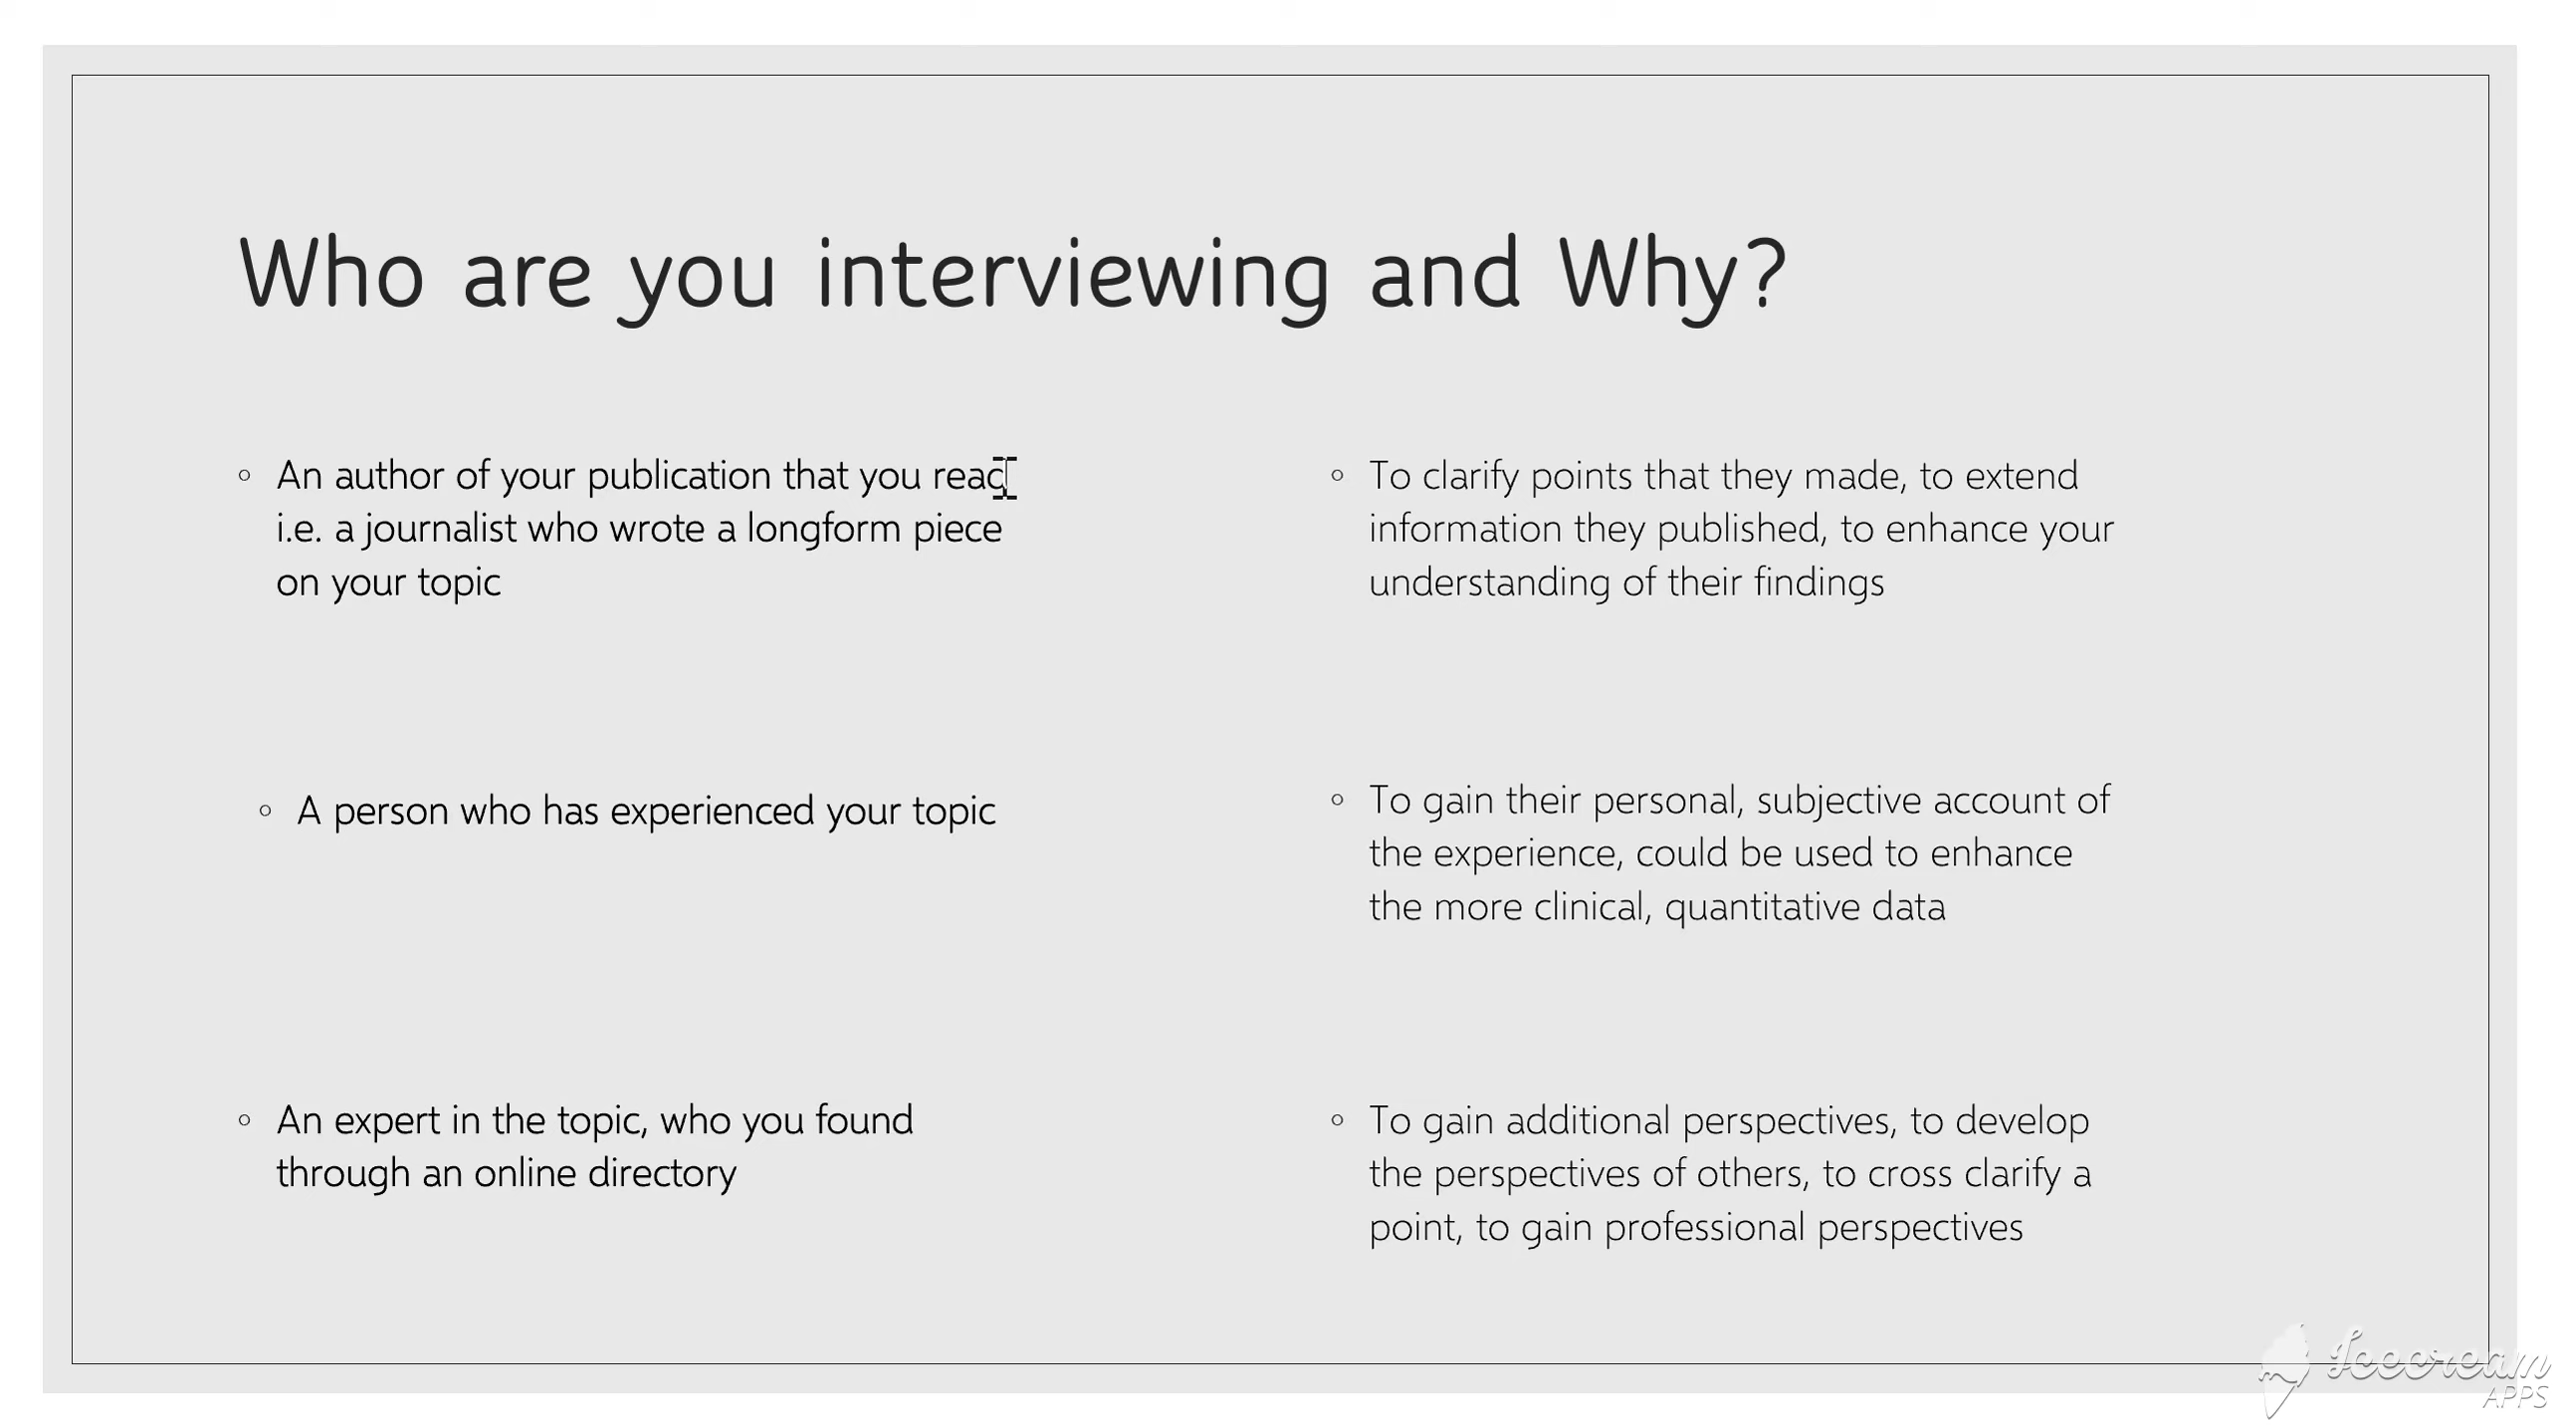 Who are you interviewing and Why?
An author of your publication that you read
i.e. a journalist who wrote a longform piece
on your topic
To clarify points that they made, to extend
information they published, to enhance your
understanding of their findings
A person who has experienced your topic
To gain their personal, subjective account of
the experience, could be used to enhance
the more clinical, quantitative data
An expert in the topic, who you found
through an online directory
To gain additional perspectives, to develop
the perspectives of others, to cross clarify a
point, to gain professional perspectives
Icecream
APPS